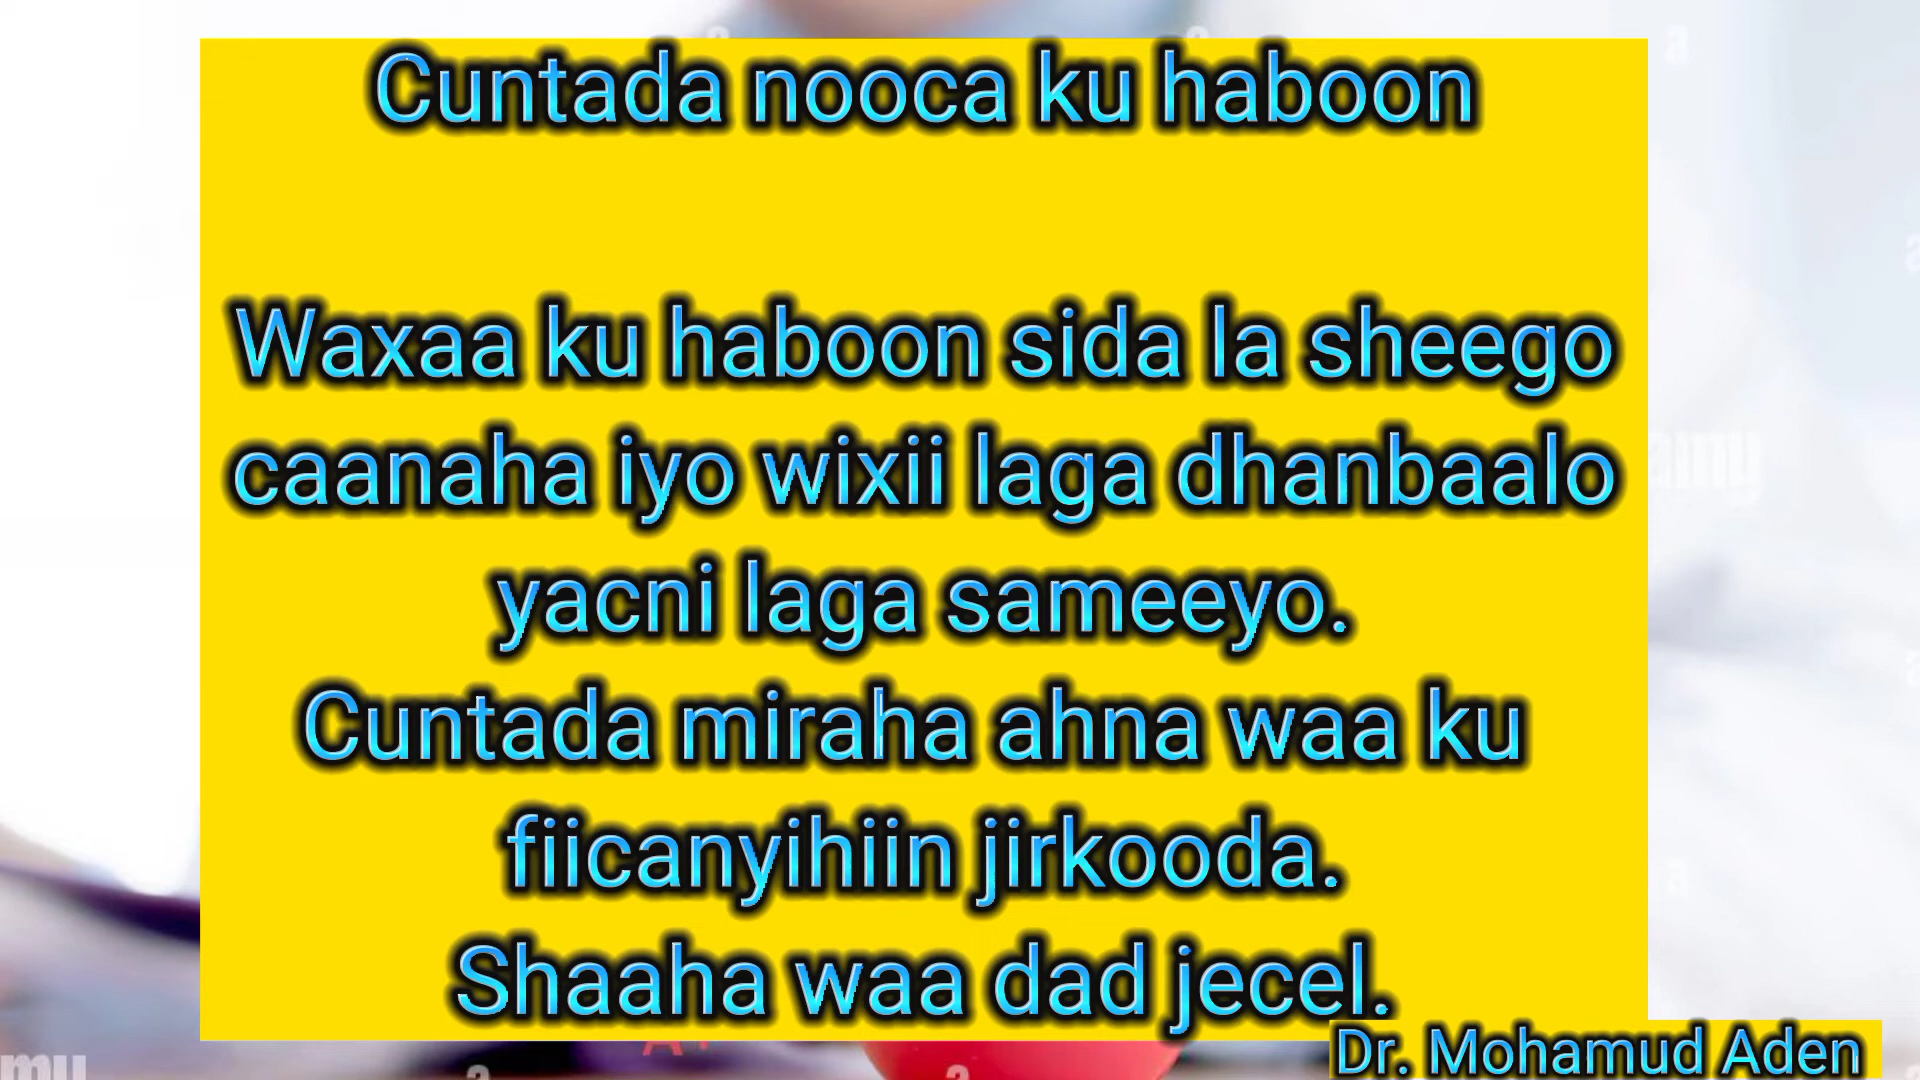 Cuntada nooca ku haboon
Waxaa ku haboon sida la sheego
caanaha iyo wixii laga dhanbaalo
yacni laga sameeyo.
Cuntada miraha ahna waa ku
fiicanyihiin jirkooda.
Shaaha waa dad jecel.
Dr. Mohamud Aden